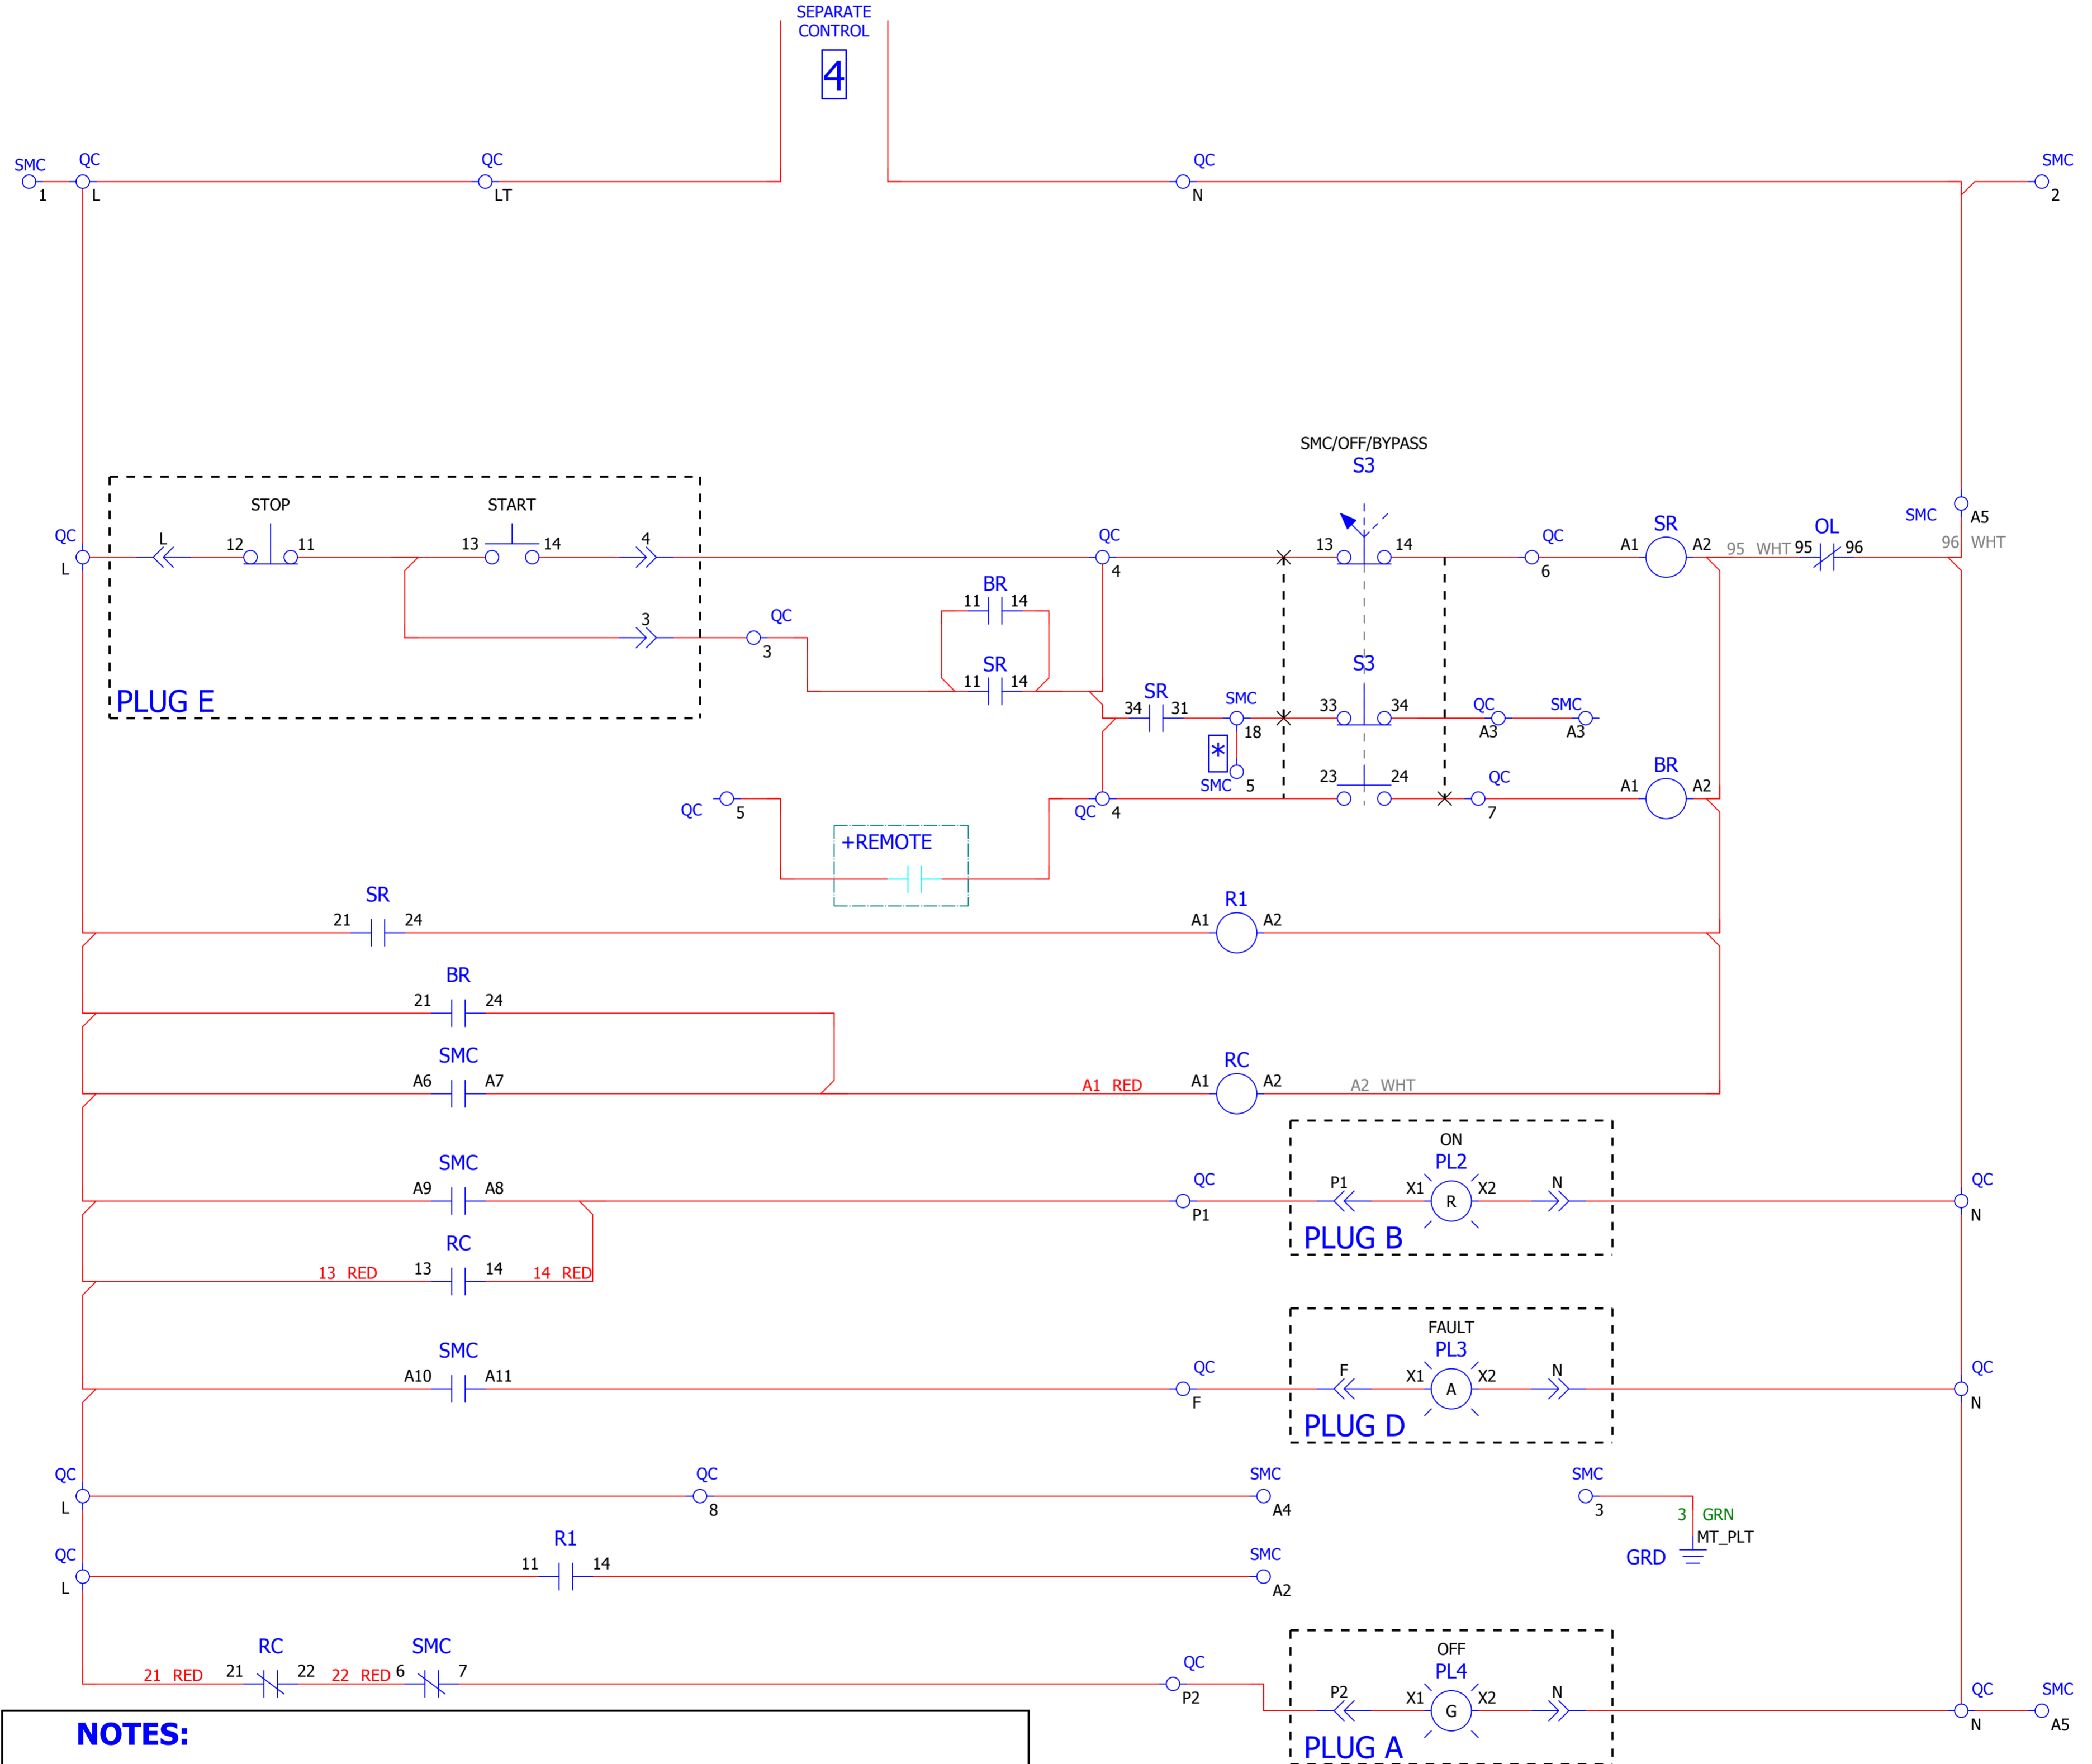 SEPARATE
CONTROL
4
SMC
1
QC
L
QC
LT
QC
N
SMC
2
SMC/OFF/BYPASS
S3
STOP
START
QC
L
L
12
11
13
14
4
QC
4
13
14
QC
6
SR
A1
A2
95 WHT
95
OL
96
SMC
A5
96 WHT
BR
11
14
3
QC
3
SR
11
14
PLUG E
SR
34
31
SMC
18
*
SMC
5
S3
33
34
QC
A3
SMC
A3
QC
5
QC
4
23
24
QC
7
BR
A1
A2
+REMOTE
SR
21
24
R1
A1
A2
BR
21
24
SMC
A6
A7
A1 RED
RC
A1
A2
A2 WHT
SMC
A9
A8
QC
P1
ON
PL2
P1
X1
R
X2
N
PLUG B
QC
N
RC
13 RED
13
14
14 RED
SMC
A10
A11
QC
F
FAULT
PL3
F
X1
A
X2
N
PLUG D
QC
N
QC
L
QC
8
SMC
A4
SMC
3
3 GRN
MT_PLT
GRD
QC
L
R1
11
14
SMC
A2
RC
21 RED
21
22
22 RED
SMC
6
7
QC
P2
OFF
PL4
P2
X1
G
X2
N
PLUG A
QC
N
SMC
A5
NOTES: